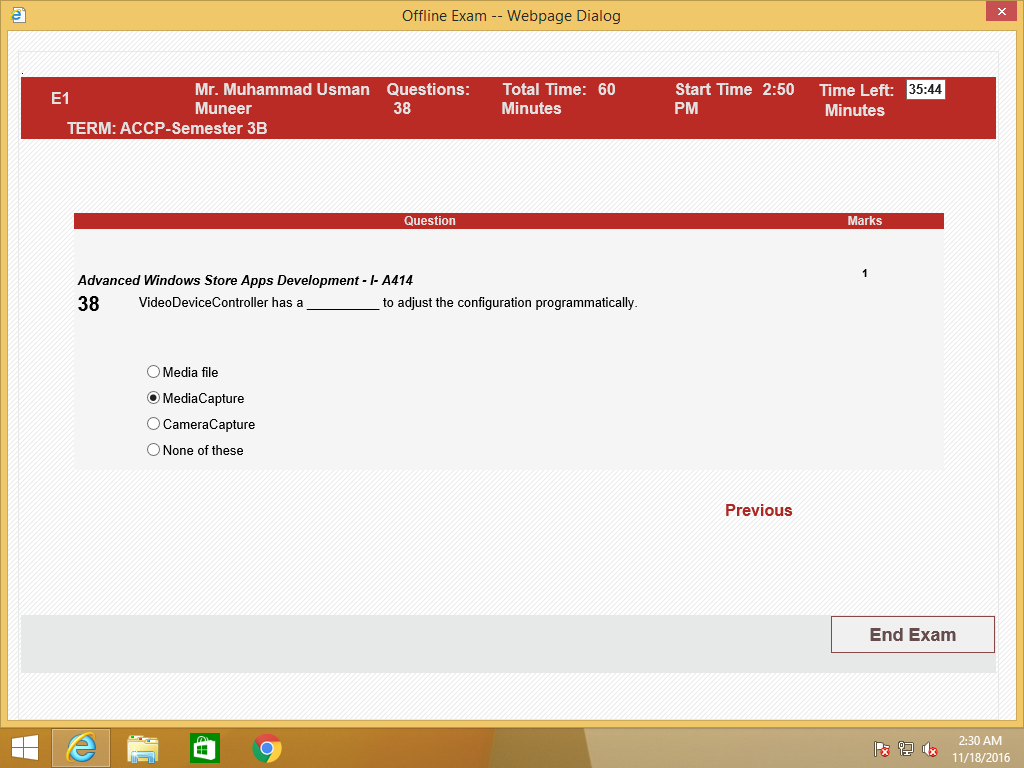 Offline Exam -- Webpage Dialog
.
E1 Mr. Muhammad Usman Questions: Total Time: 60 Start Time 2:50 Time Left: 35:44
Muneer 38 Minutes PM Minutes
TERM: ACCP-Semester 3B
Question Marks
Advanced Windows Store Apps Development - I- A414 1
38 VideoDeviceController has a __________ to adjust the configuration programmatically.
Media file
MediaCapture
CameraCapture
None of these
Previous
End Exam
2:30 AM
11/18/2016